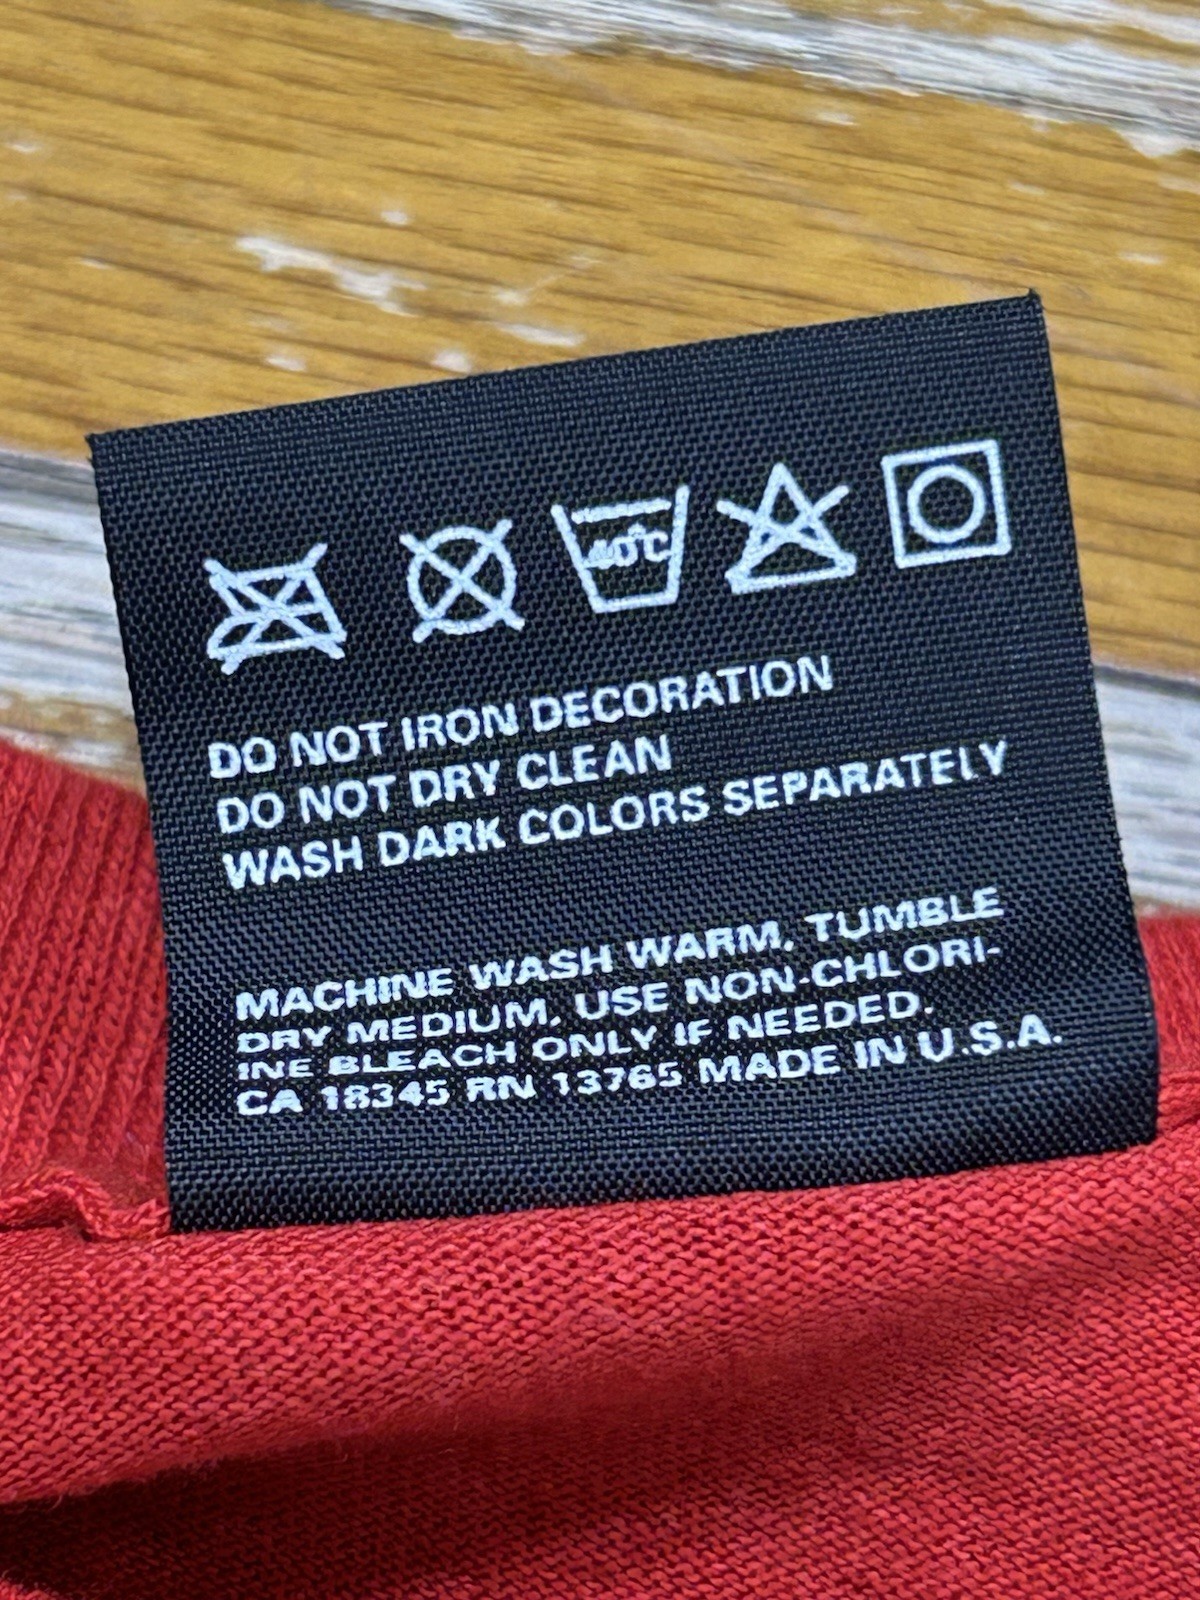 40°C
DO NOT IRON DECORATION
DO NOT DRY CLEAN
WASH DARK COLORS SEPARATELY
MACHINE WASH WARM, TUMBLE
DRY MEDIUM. USE NON-CHLORI-
INE BLEACH ONLY IF NEEDED.
CA 18345 RN 13765 MADE IN U.S.A.